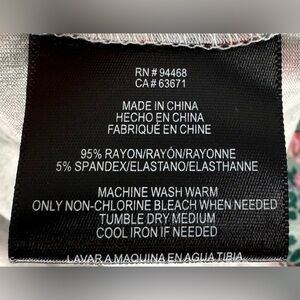 RN # 94468
CA # 63671
MADE IN CHINA
HECHO EN CHINA
FABRIQUÉ EN CHINE
95% RAYON/RAYÓN/RAYONNE
5% SPANDEX/ELASTANO/ELASTHANNE
MACHINE WASH WARM
ONLY NON-CHLORINE BLEACH WHEN NEEDED
TUMBLE DRY MEDIUM
COOL IRON IF NEEDED
LAVAR A MAQUINA EN AGUA TIBIA